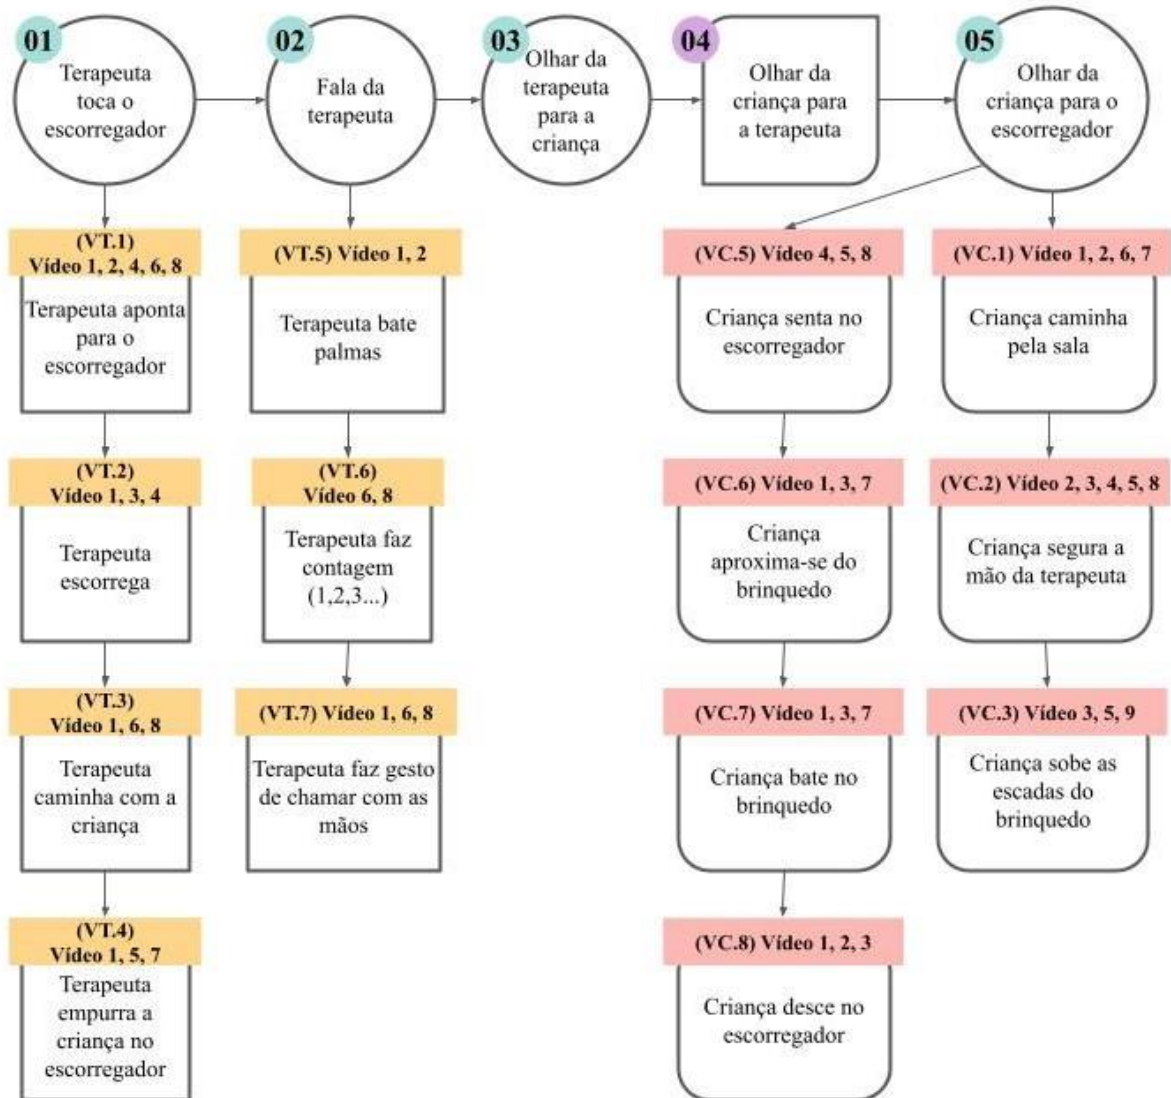 01
Terapeuta
toca o
escorregador
02
Fala da
terapeuta
03
Olhar da
terapeuta
para a
criança
04
Olhar da
criança para
a terapeuta
05
Olhar da
criança para o
escorregador
(VT.1)
Vídeo 1, 2, 4, 6, 8
Terapeuta aponta
para o
escorregador
(VT.2)
Vídeo 1, 3, 4
Terapeuta
escorrega
(VT.3)
Vídeo 1, 6, 8
Terapeuta
caminha com a
criança
(VT.4)
Vídeo 1, 5, 7
Terapeuta
empurra a
criança no
escorregador
(VT.5) Vídeo 1, 2
Terapeuta bate
palmas
(VT.6)
Vídeo 6, 8
Terapeuta faz
contagem
(1,2,3...)
(VT.7) Vídeo 1, 6, 8
Terapeuta faz gesto
de chamar com as
mãos
(VC.5) Vídeo 4, 5, 8
Criança senta no
escorregador
(VC.6) Vídeo 1, 3, 7
Criança
aproxima-se do
brinquedo
(VC.7) Vídeo 1, 3, 7
Criança bate no
brinquedo
(VC.8) Vídeo 1, 2, 3
Criança desce no
escorregador
(VC.1) Vídeo 1, 2, 6, 7
Criança caminha
pela sala
(VC.2) Vídeo 2, 3, 4, 5, 8
Criança segura a
mão da terapeuta
(VC.3) Vídeo 3, 5, 9
Criança sobe as
escadas do
brinquedo